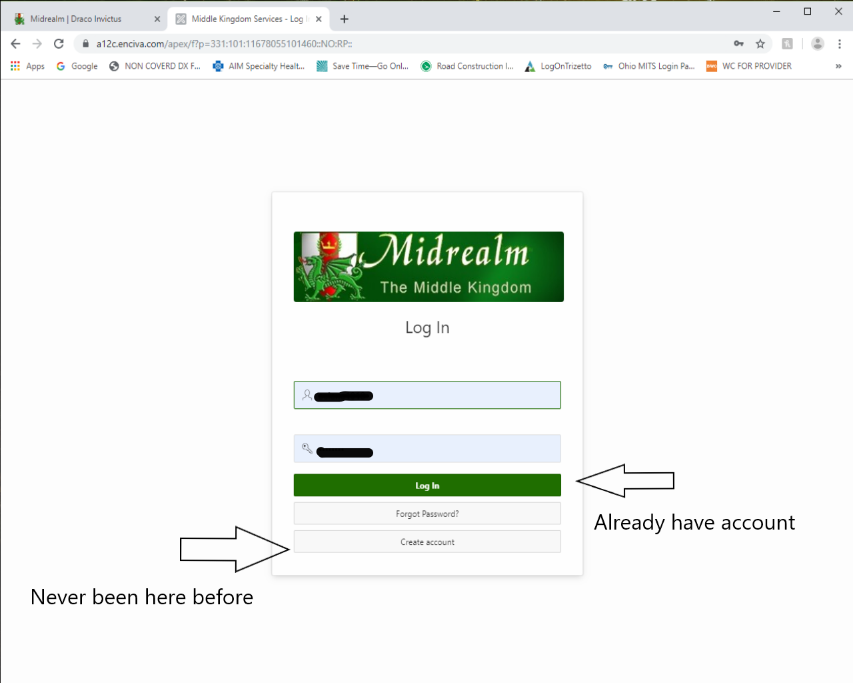 Midrealm | Draco Invictus
Middle Kingdom Services - Log I
a12c.enciva.com/apex/f?p=331:101:11678055101460::NO:RP::
Apps
Google
NON COVERD DX F...
AIM Specialty Healt...
Save Time—Go Onl...
Road Construction I...
LogOnTrizetto
Ohio MITS Login Pa...
WC FOR PROVIDER
Midrealm
The Middle Kingdom
Log In
Log In
Already have account
Forgot Password?
Create account
Never been here before